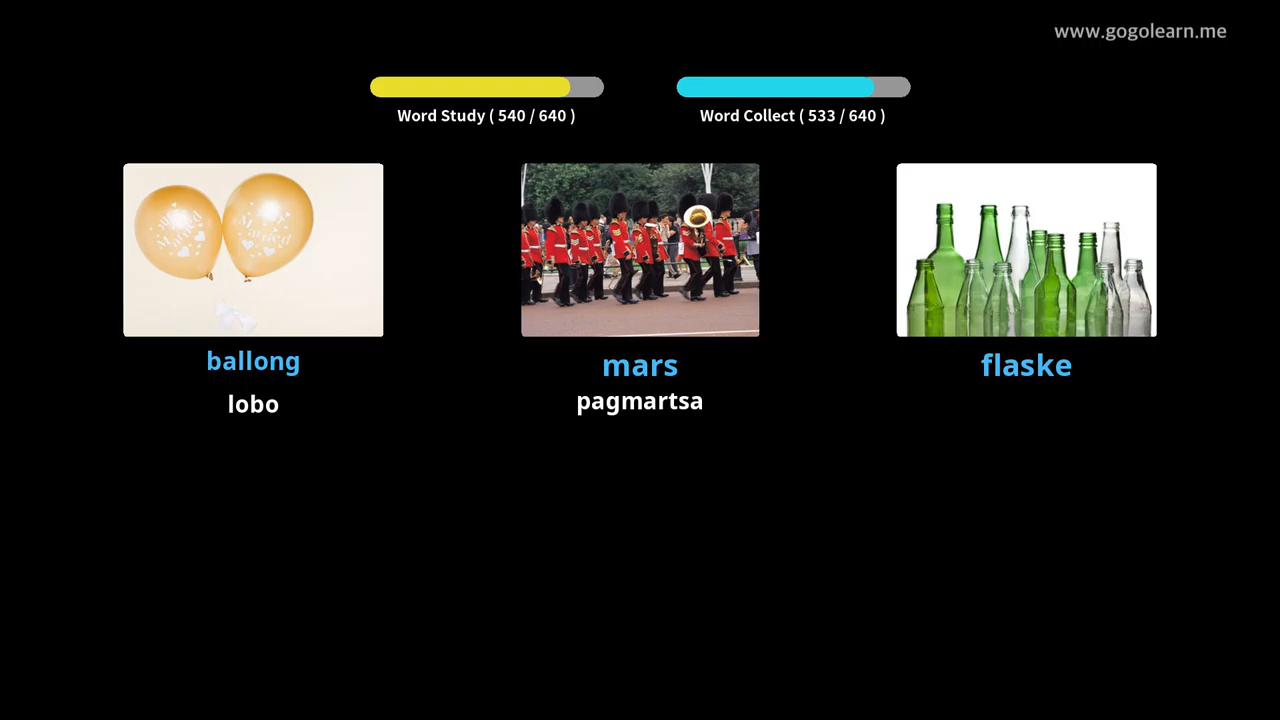 www.gogolearn.me
Word Study ( 540 / 640 )
Word Collect ( 533 / 640 )
ballong
lobo
mars
pagmartsa
flaske